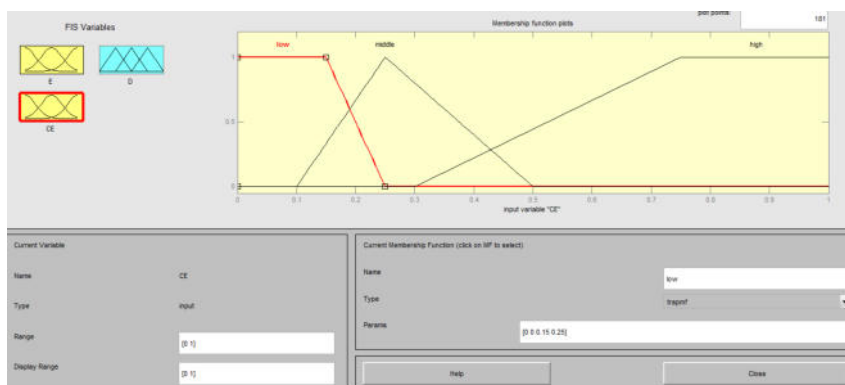 plot points:
181
FIS Variables
Membership function plots
E
D
CE
low
middle
high
1
0.5
0
0
0.1
0.2
0.3
0.4
0.5
0.6
0.7
0.8
0.9
1
input variable "CE"
Current Variable
Name
CE
Type
input
Range
[0 1]
Display Range
[0 1]
Current Membership Function (click on MF to select)
Name
low
Type
trapmf
Params
[0 0 0.15 0.25]
Help
Close